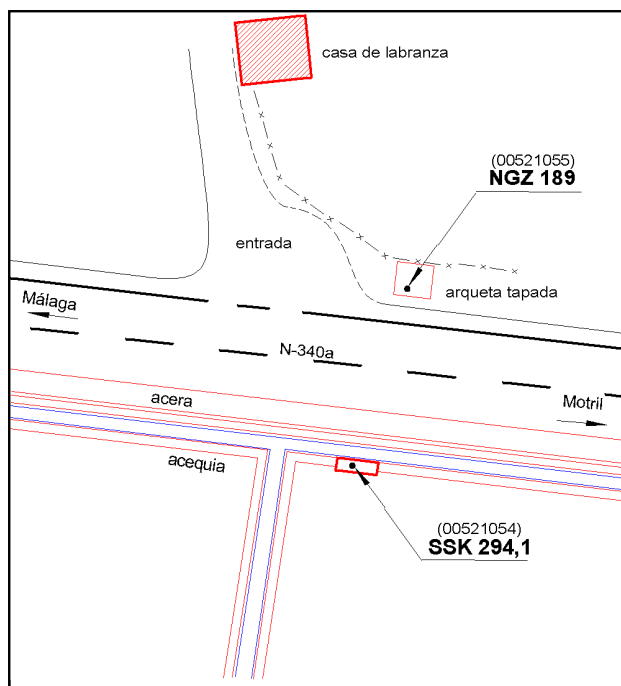 casa de labranza
(00521055)
NGZ 189
entrada
arqueta tapada
Málaga
N-340a
acera
Motril
acequia
(00521054)
SSK 294,1